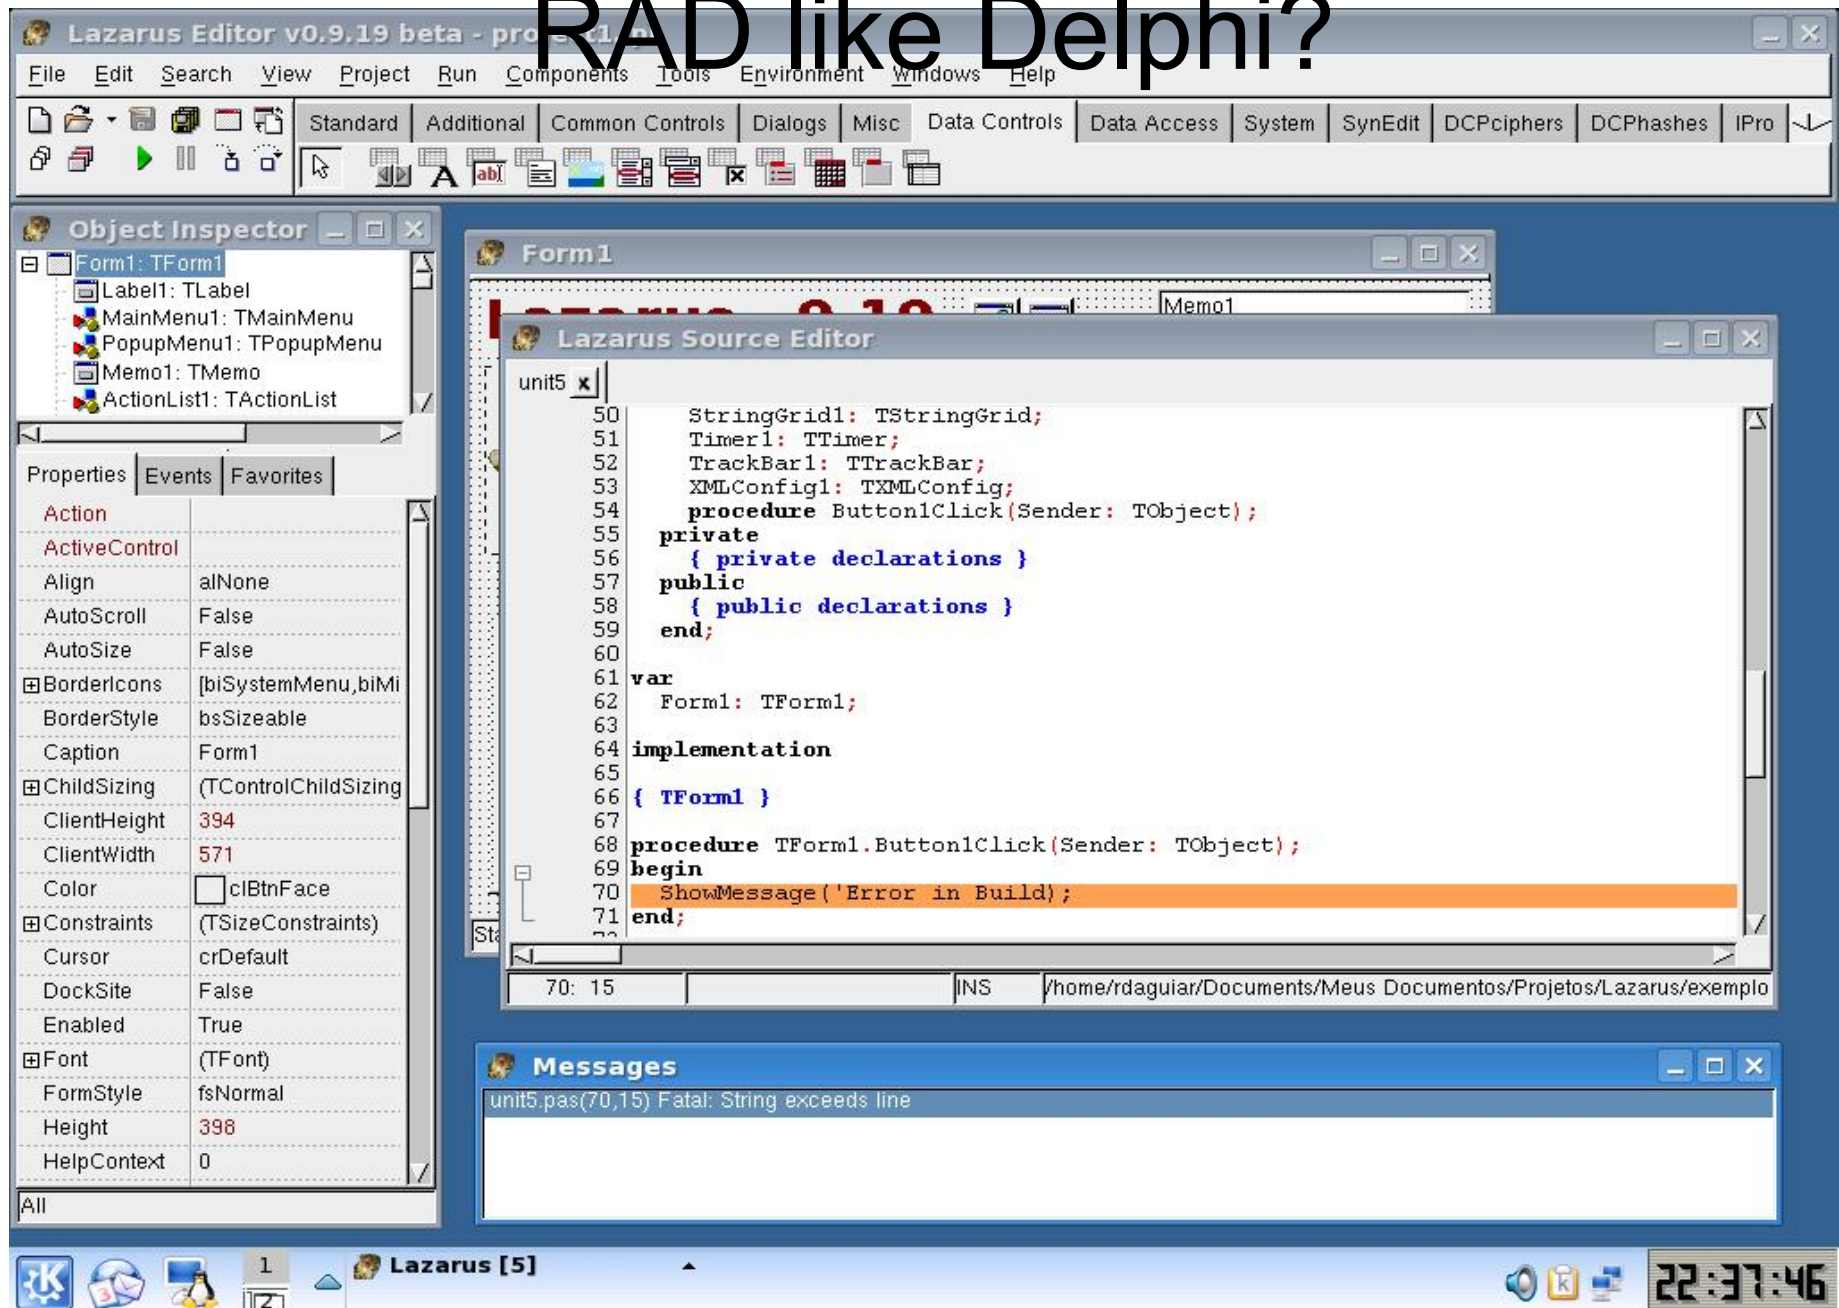 RAD like Delphi?
Lazarus Editor v0.9.19 beta - project1.
File Edit Search View Project Run Components Tools Environment Windows Help
Standard Additional Common Controls Dialogs Misc Data Controls Data Access System SynEdit DCPciphers DCPhashes IPro
Object Inspector
Form1: TForm1
Label1: TLabel
MainMenu1: TMainMenu
PopupMenu1: TPopupMenu
Memo1: TMemo
ActionList1: TActionList
Properties Events Favorites
Action
ActiveControl
Align alNone
AutoScroll False
AutoSize False
BorderIcons [biSystemMenu,biMi
BorderStyle bsSizeable
Caption Form1
ChildSizing (TControlChildSizing
ClientHeight 394
ClientWidth 571
Color clBtnFace
Constraints (TSizeConstraints)
Cursor crDefault
DockSite False
Enabled True
Font (TFont)
FormStyle fsNormal
Height 398
HelpContext 0
All
Form1
Lazarus 0.19
Memo1
Sta
Lazarus Source Editor
unit5
50 StringGrid1: TStringGrid;
51 Timer1: TTimer;
52 TrackBar1: TTrackBar;
53 XMLConfig1: TXMLConfig;
54 procedure Button1Click(Sender: TObject);
55 private
56 { private declarations }
57 public
58 { public declarations }
59 end;
60
61 var
62 Form1: TForm1;
63
64 implementation
65
66 { TForm1 }
67
68 procedure TForm1.Button1Click(Sender: TObject);
69 begin
70 ShowMessage('Error in Build);
71 end;
70: 15 INS /home/rdaguiar/Documents/Meus Documentos/Projetos/Lazarus/exemplo
Messages
unit5.pas(70,15) Fatal: String exceeds line
1
2
Lazarus [5]
22:37:46